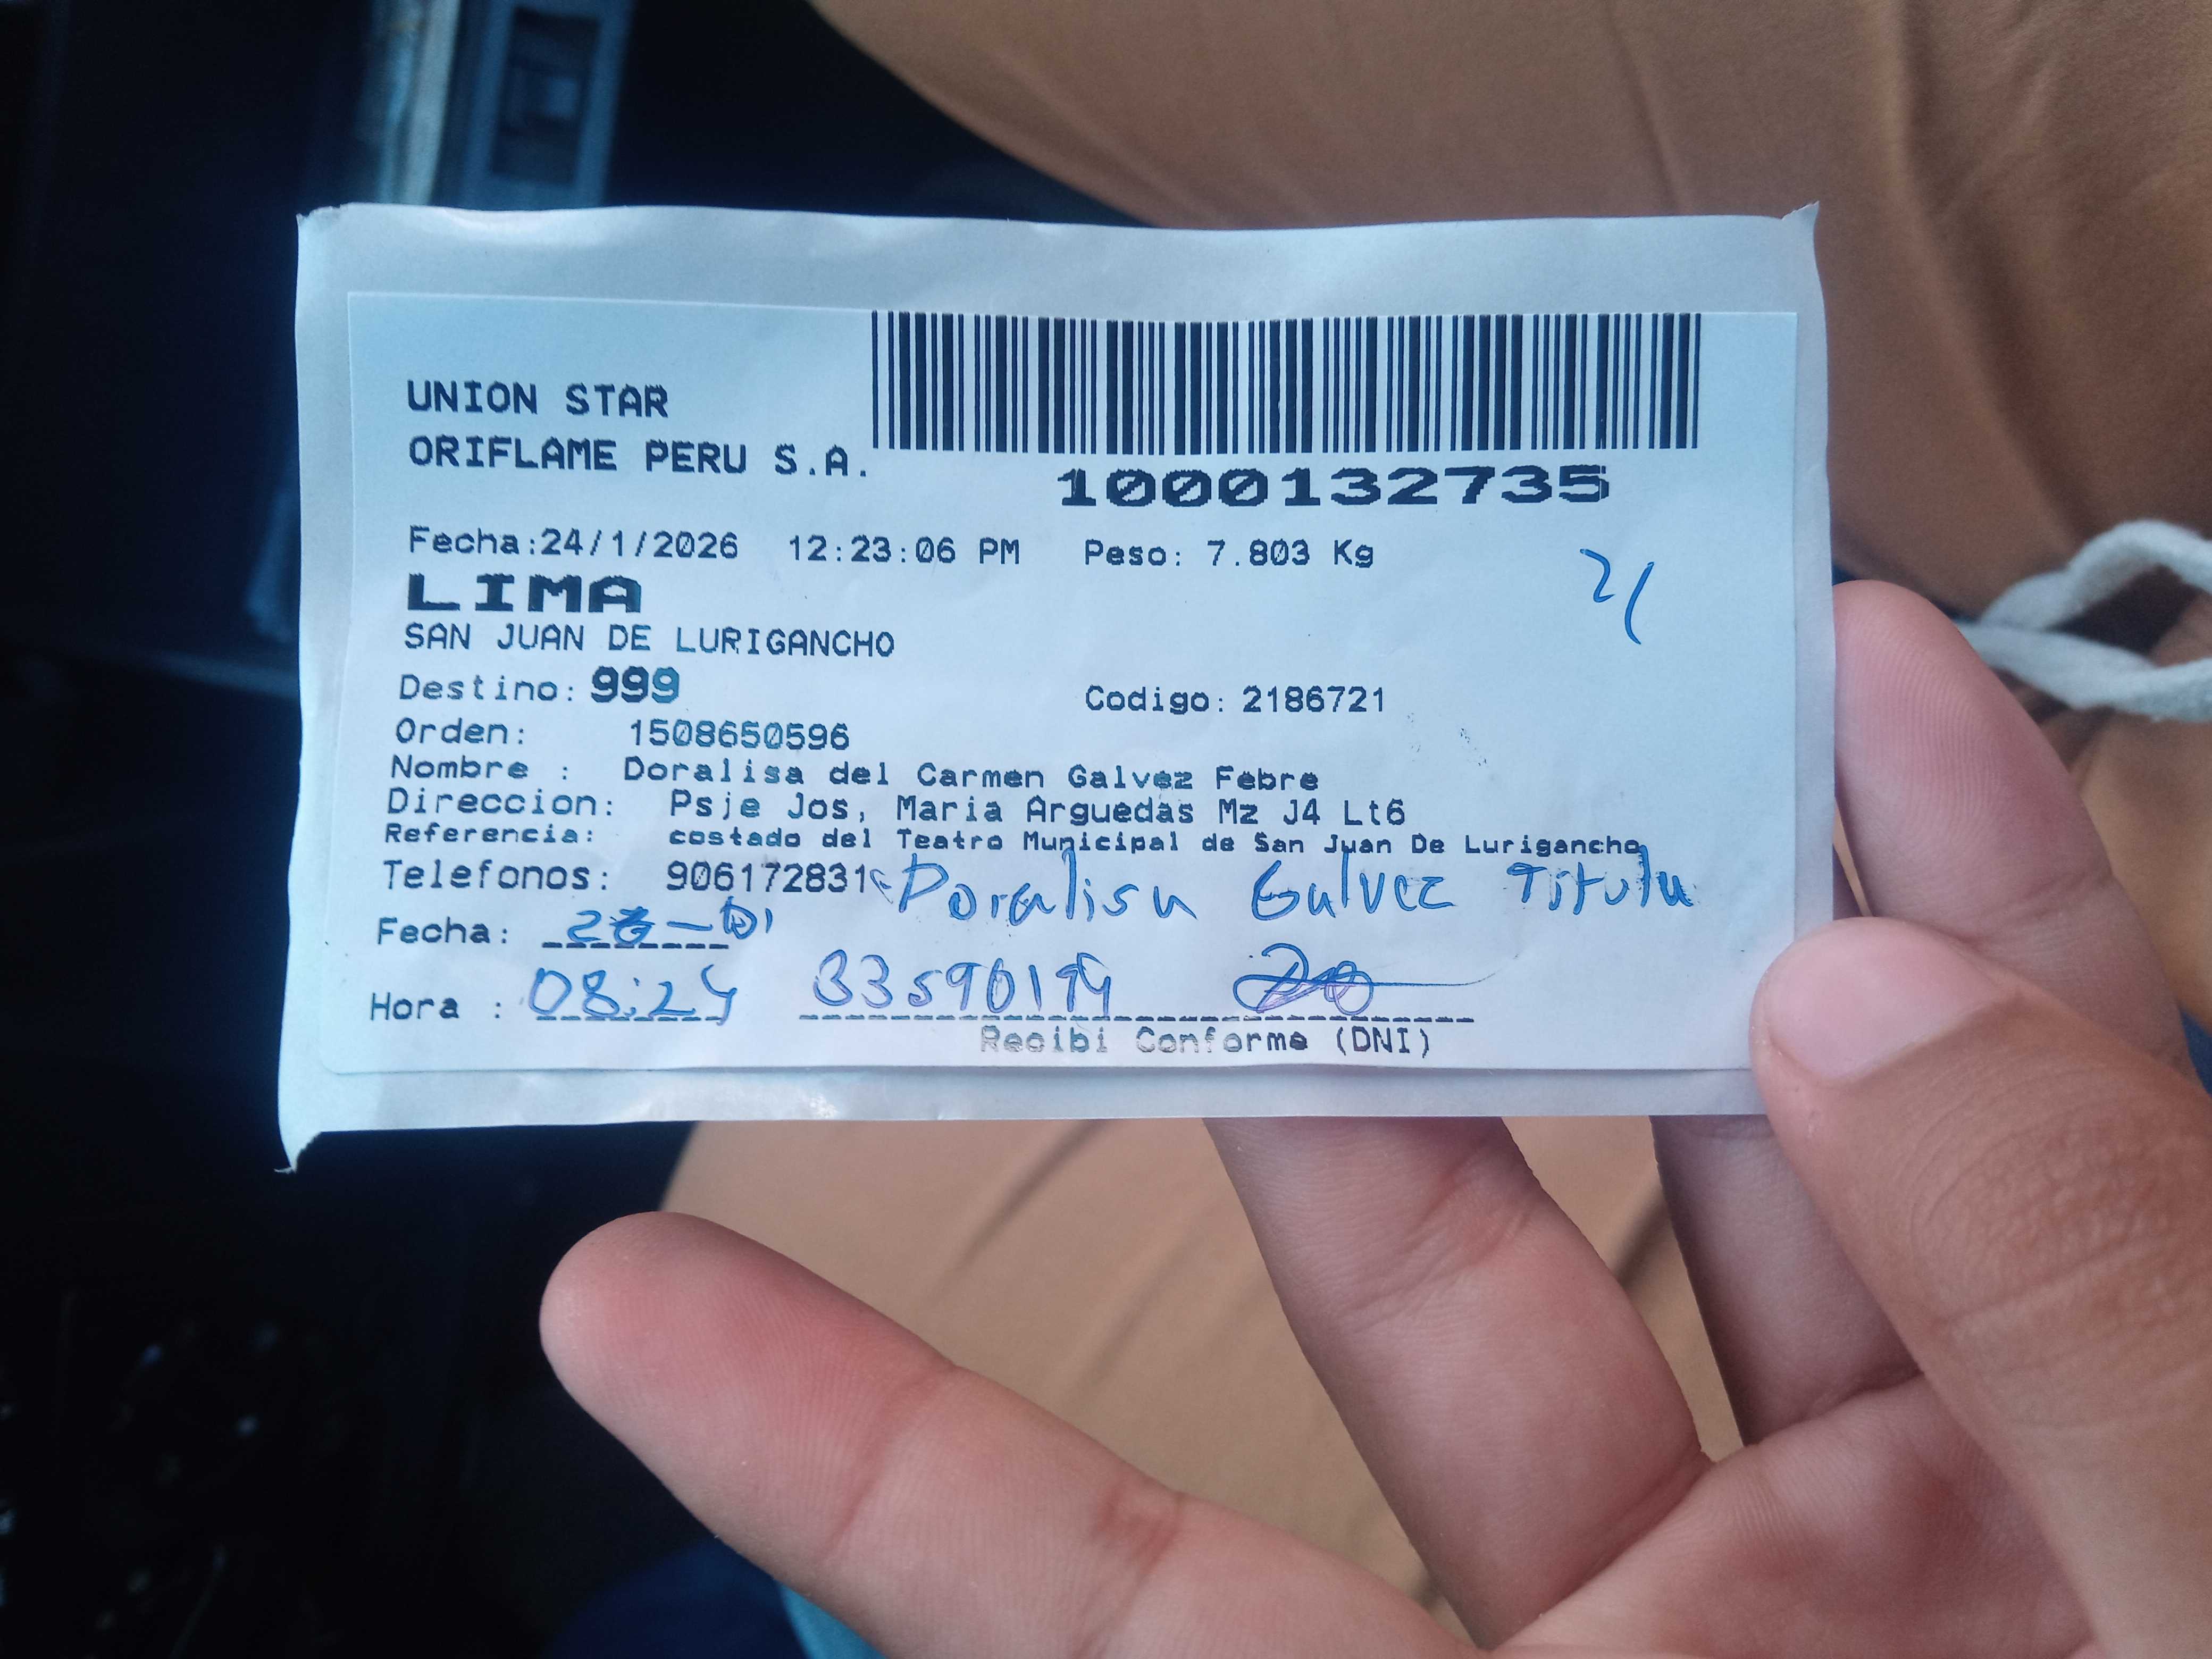 UNION STAR
ORIFLAME PERU S.A.
1000132735
Fecha:24/1/2026 12:23:06 PM Peso: 7.803 Kg
LIMA
SAN JUAN DE LURIGANCHO
Destino: 999 Codigo: 2186721
Orden: 1508650596
Nombre : Doralisa del Carmen Galvez Febre
Direccion: Psje Jos, Maria Arguedas Mz J4 Lt6
Referencia: costado del Teatro Municipal de San Juan De Lurigancho
Telefonos: 906172831 Doralisa Galvez Titula
Fecha:
Hora : 08:24
Recibi Conforme (DNI)